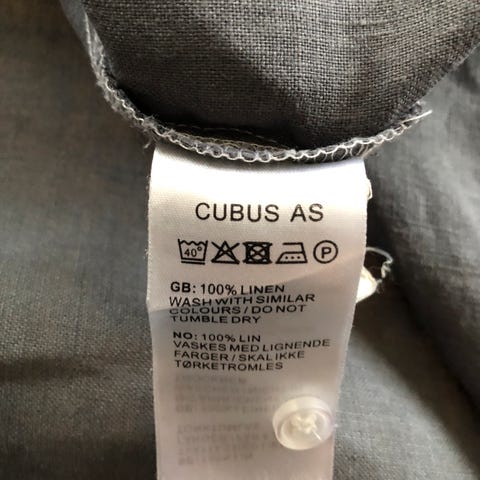 CUBUS AS
40° P
GB: 100% LINEN
WASH WITH SIMILAR
COLOURS / DO NOT
TUMBLE DRY
NO: 100% LIN
VASKES MED LIGNENDE
FARGER / SKAL IKKE
TØRKETROMLES